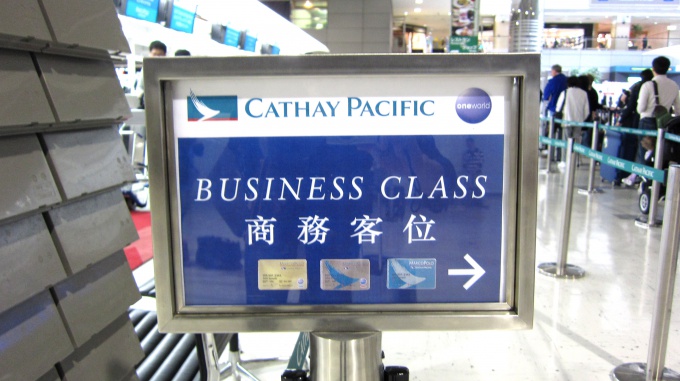 CATHAY PACIFIC
oneworld
BUSINESS CLASS
商務客位